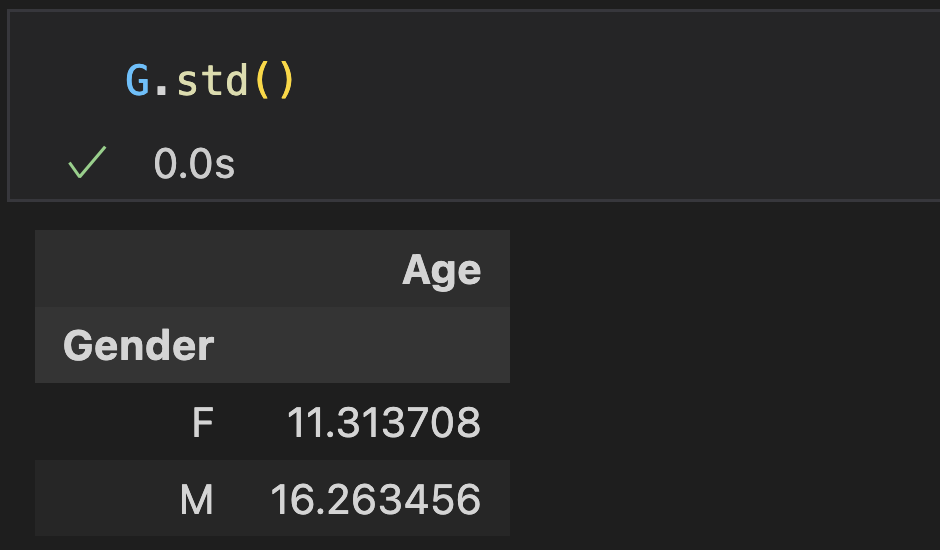 G.std()
0.0s
Age
Gender
F 11.313708
M 16.263456